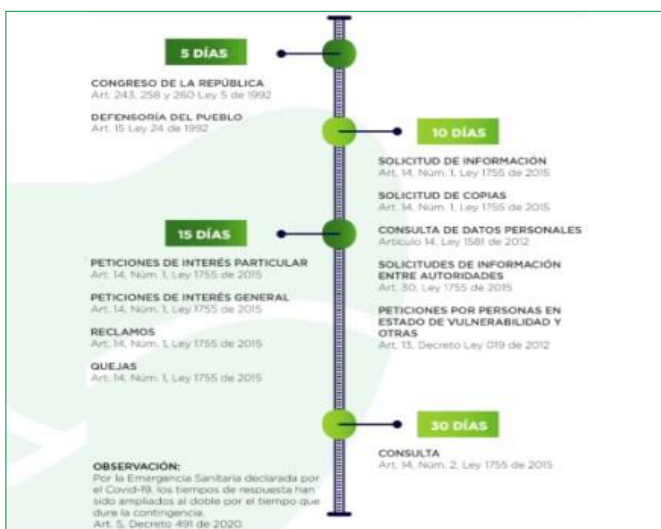 5 DÍAS
CONGRESO DE LA REPÚBLICA
Art. 243, 258 y 260 Ley 5 de 1992
DEFENSORÍA DEL PUEBLO
Art. 15 Ley 24 de 1992
10 DÍAS
SOLICITUD DE INFORMACIÓN
Art. 14, Núm. 1, Ley 1755 de 2015
SOLICITUD DE COPIAS
Art. 14, Núm. 1, Ley 1755 de 2015
CONSULTA DE DATOS PERSONALES
Artículo 14, Ley 1581 de 2012
SOLICITUDES DE INFORMACIÓN
ENTRE AUTORIDADES
Art. 30, Ley 1755 de 2015
PETICIONES POR PERSONAS EN
ESTADO DE VULNERABILIDAD Y
OTRAS
Art. 13, Decreto Ley 019 de 2012
15 DÍAS
PETICIONES DE INTERÉS PARTICULAR
Art. 14, Núm. 1, Ley 1755 de 2015
PETICIONES DE INTERÉS GENERAL
Art. 14, Núm. 1, Ley 1755 de 2015
RECLAMOS
Art. 14, Núm. 1, Ley 1755 de 2015
QUEJAS
Art. 14, Núm. 1, Ley 1755 de 2015
30 DÍAS
CONSULTA
Art. 14, Núm. 2, Ley 1755 de 2015
OBSERVACIÓN:
Por la Emergencia Sanitaria declarada por
el Covid-19, los tiempos de respuesta han
sido ampliados al doble por el tiempo que
dure la contingencia.
Art. 5, Decreto 491 de 2020.